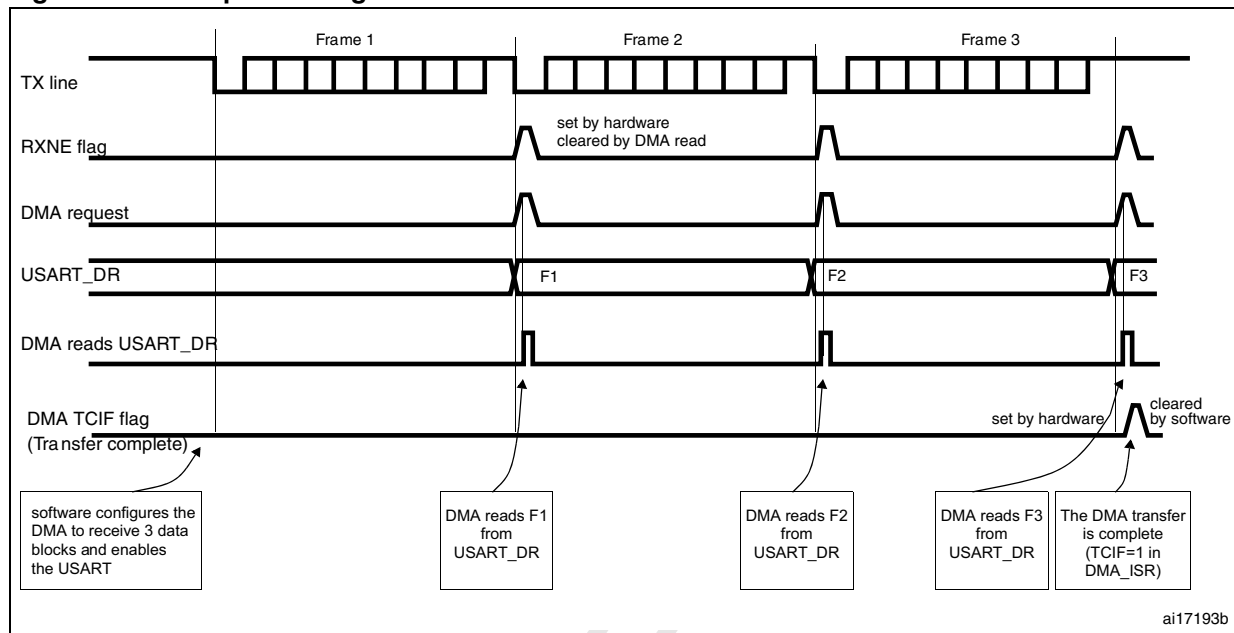 Frame 1
Frame 2
Frame 3
TX line
set by hardware
cleared by DMA read
RXNE flag
DMA request
USART_DR
F1
F2
F3
DMA reads USART_DR
DMA TCIF flag
(Transfer complete)
set by hardware
cleared
by software
software configures the
DMA to receive 3 data
blocks and enables
the USART
DMA reads F1
from
USART_DR
DMA reads F2
from
USART_DR
DMA reads F3
from
USART_DR
The DMA transfer
is complete
(TCIF=1 in
DMA_ISR)
ai17193b